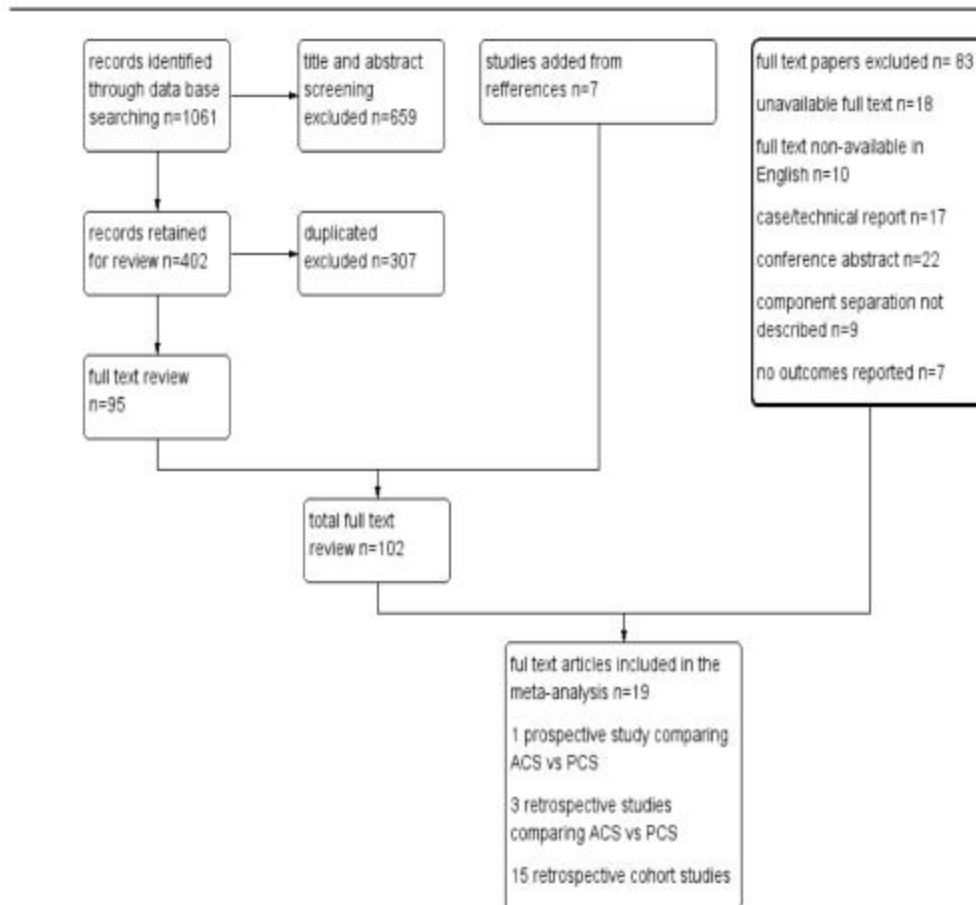 records identified
through data base
searching n=1061
title and abstract
screening
excluded n=659
studies added from
refferences n=7
full text papers excluded n= 83
unavailable full text n=18
full text non-available in
English n=10
case/technical report n=17
conference abstract n=22
component separation not
described n=9
no outcomes reported n=7
records retained
for review n=402
duplicated
excluded n=307
full text review
n=95
total full text
review n=102
ful text articles included in the
meta-analysis n=19
1 prospective study comparing
ACS vs PCS
3 retrospective studies
comparing ACS vs PCS
15 retrospective cohort studies